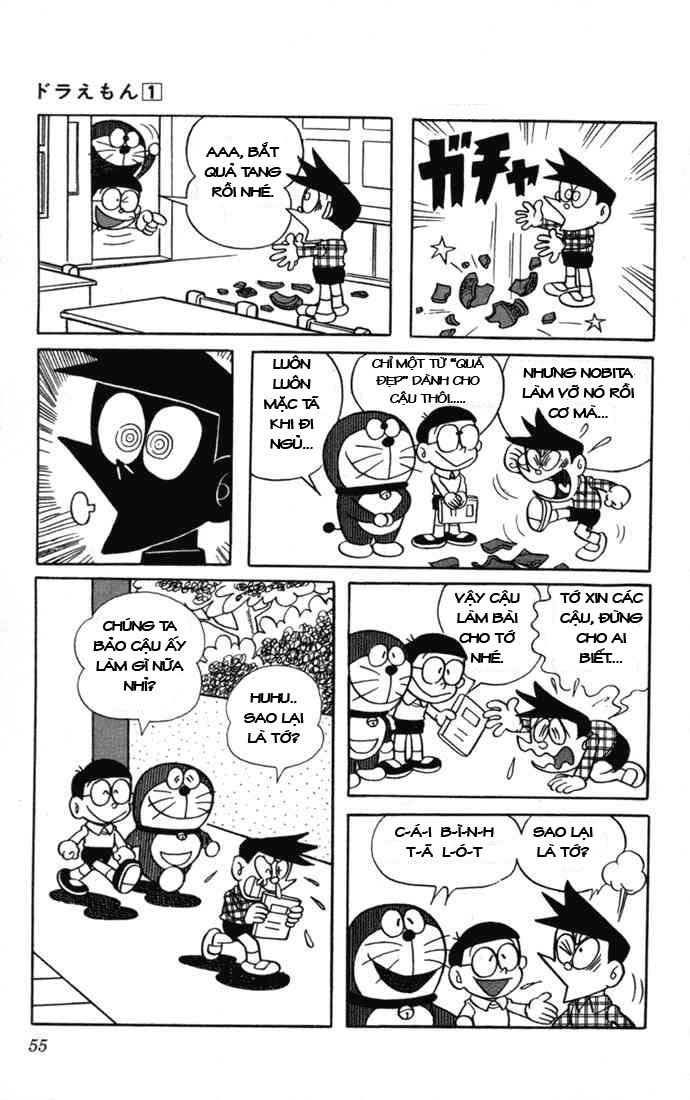 ドラえもん1
ガチャ
AAA, BẮT
QUẢ TANG
RỒI NHÉ.
NHƯNG NOBITA
LÀM VỠ NÓ RỒI
CƠ MÀ...
CHỈ MỘT TỪ "QUÁ
ĐẸP" DÀNH CHO
CẬU THÔI.....
LUÔN
LUÔN
MẶC TÃ
KHI ĐI
NGỦ...
TỚ XIN CÁC
CẬU, ĐỪNG
CHO AI
BIẾT....
VẬY CẬU
LÀM BÀI
CHO TỚ
NHÉ.
SAO LẠI
LÀ TỚ?
C-Á-I B-Ì-N-H
T-Ã L-Ó-T
HUHU..
SAO LẠI
LÀ TỚ?
CHÚNG TA
BẢO CẬU ẤY
LÀM GÌ NỮA
NHỈ?
55